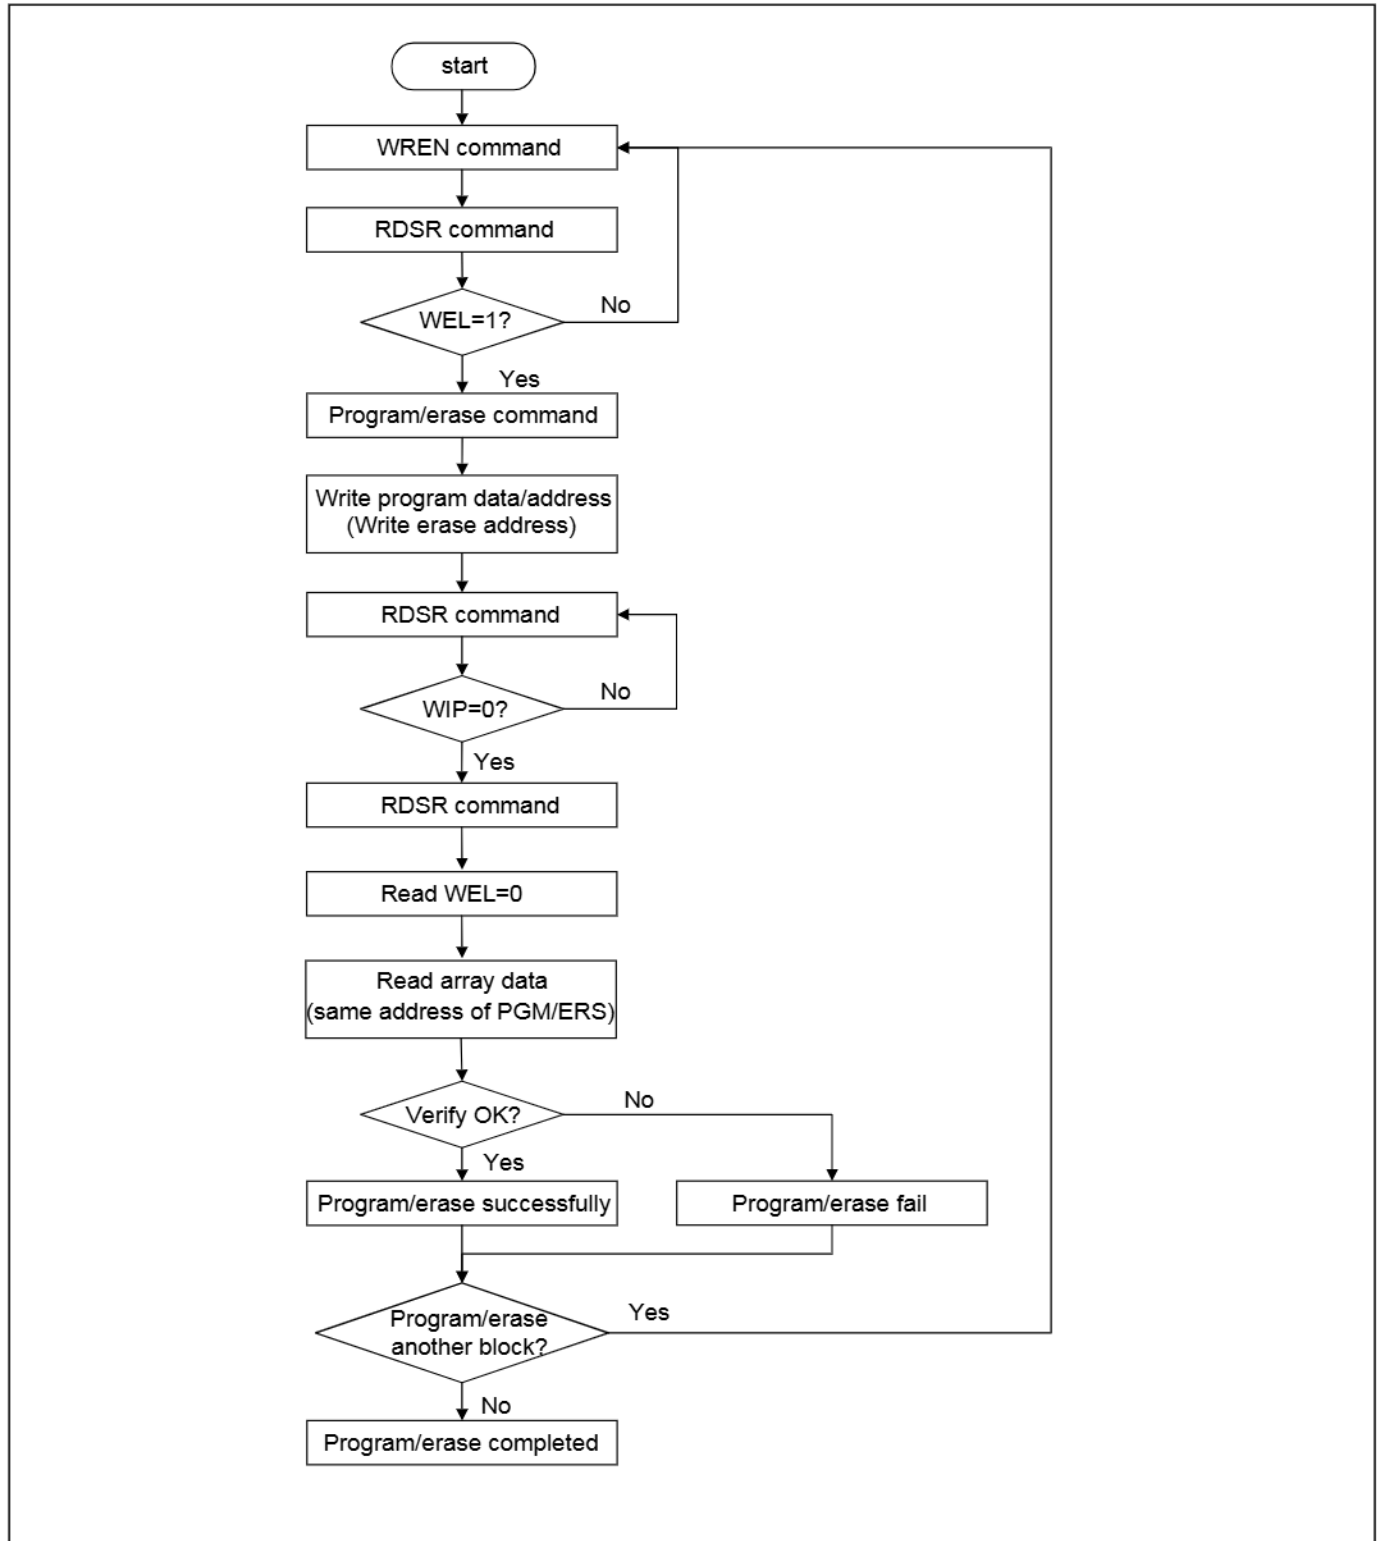 start
WREN command
RDSR command
WEL=1?
No
Yes
Program/erase command
Write program data/address
(Write erase address)
RDSR command
WIP=0?
No
Yes
RDSR command
Read WEL=0
Read array data
(same address of PGM/ERS)
Verify OK?
No
Yes
Program/erase successfully
Program/erase fail
Program/erase
another block?
Yes
No
Program/erase completed